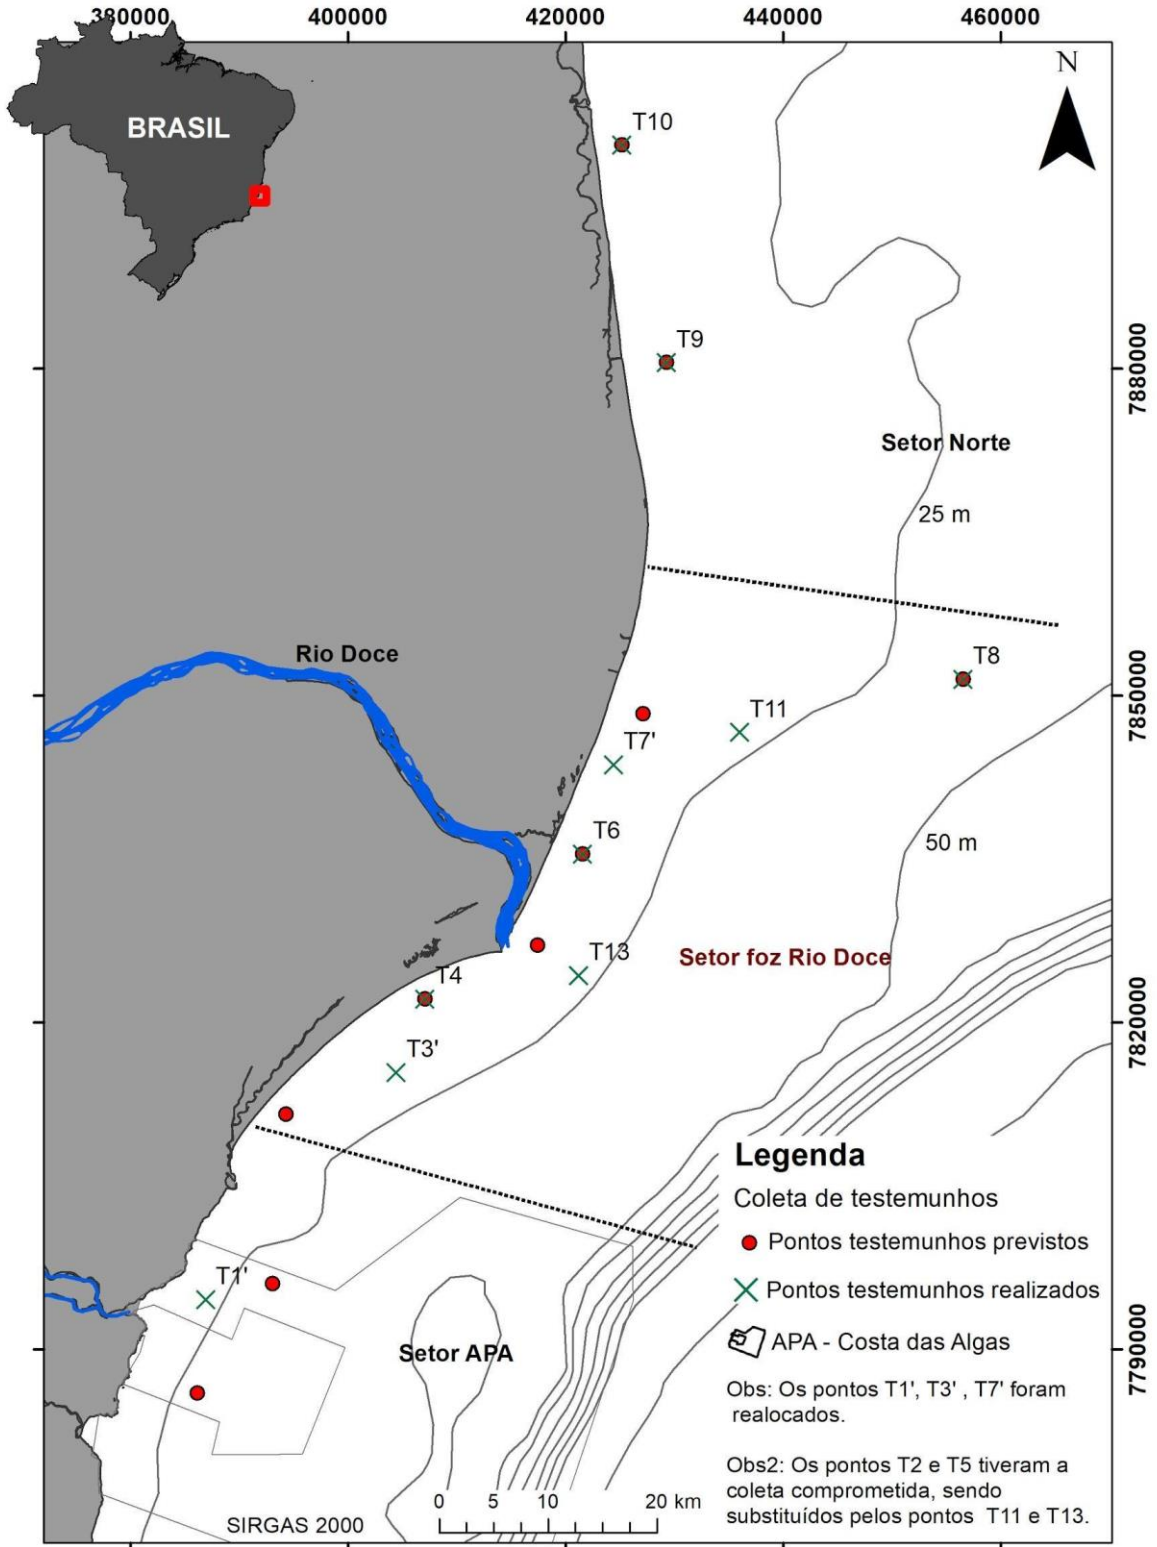 380000 400000 420000 440000 460000
N
BRASIL
T10
T9
7880000
Setor Norte
25 m
Rio Doce
T8
T11
7850000
T7'
T6
50 m
T13
Setor foz Rio Doce
T4
7820000
T3'
T1'
Setor APA
7790000
Legenda
Coleta de testemunhos
Pontos testemunhos previstos
Pontos testemunhos realizados
APA - Costa das Algas
Obs: Os pontos T1', T3' , T7' foram
realocados.
Obs2: Os pontos T2 e T5 tiveram a
coleta comprometida, sendo
substituídos pelos pontos T11 e T13.
0 5 10 20 km
SIRGAS 2000